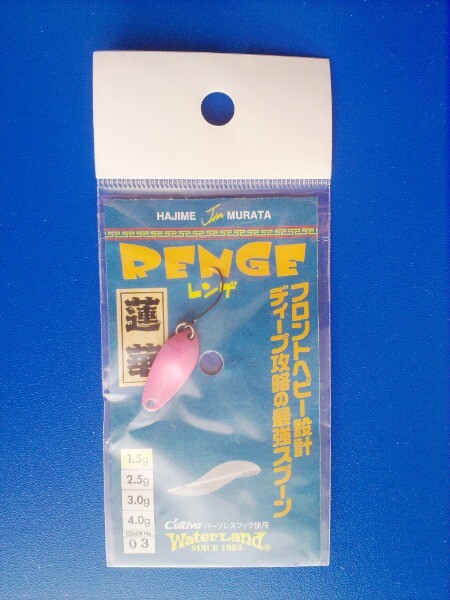 HAJIME Jim MURATA
RENGE
レンゲ
蓮華
フロントヘビー設計
ディープ攻略の最強スプーン
1.5g
2.5g
3.0g
4.0g
COLOR No.
03
Cultiva バーブレスフック使用
WATERLAND®
SINCE 1984